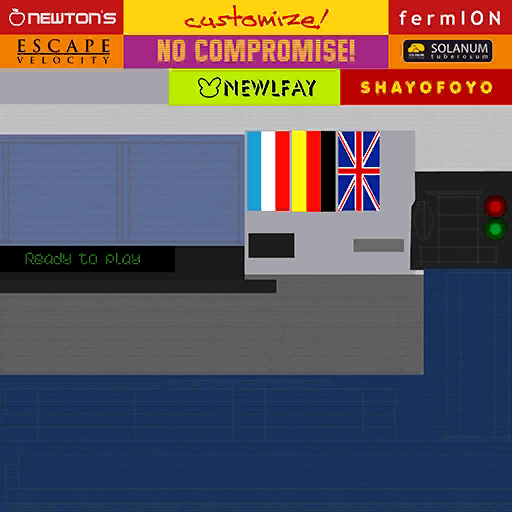 NEWTON'S
customize!
fermION
ESCAPE
VELOCITY
NO COMPROMISE!
SOLANUM
tuberosum
NEWLFAY
SHAYOFOYO
Ready to play